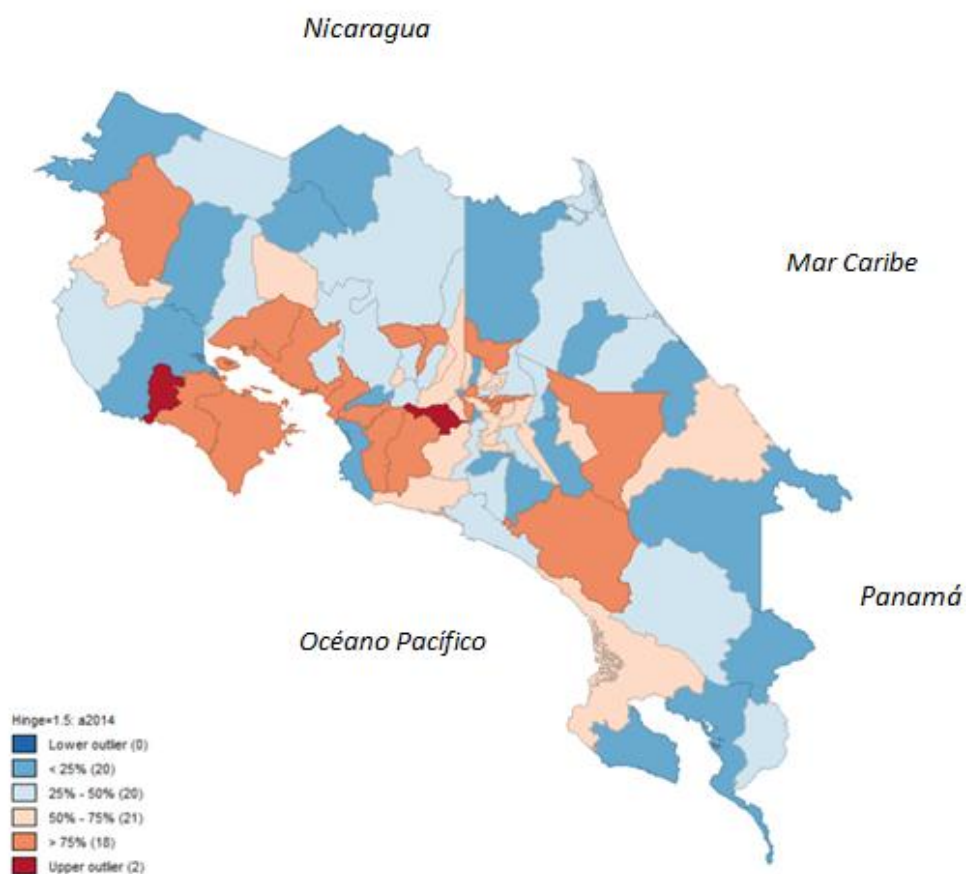 Nicaragua
Mar Caribe
Panamá
Océano Pacífico
Hinge=1.5: a2014
Lower outlier (0)
< 25% (20)
25% - 50% (20)
50% - 75% (21)
> 75% (18)
Upper outlier (2)